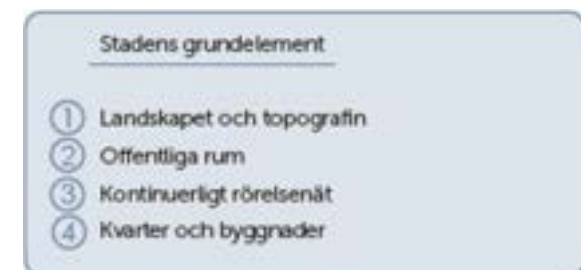 Stadens grundelement
1 Landskapet och topografin
2 Offentliga rum
3 Kontinuerligt rörelsenät
4 Kvarter och byggnader